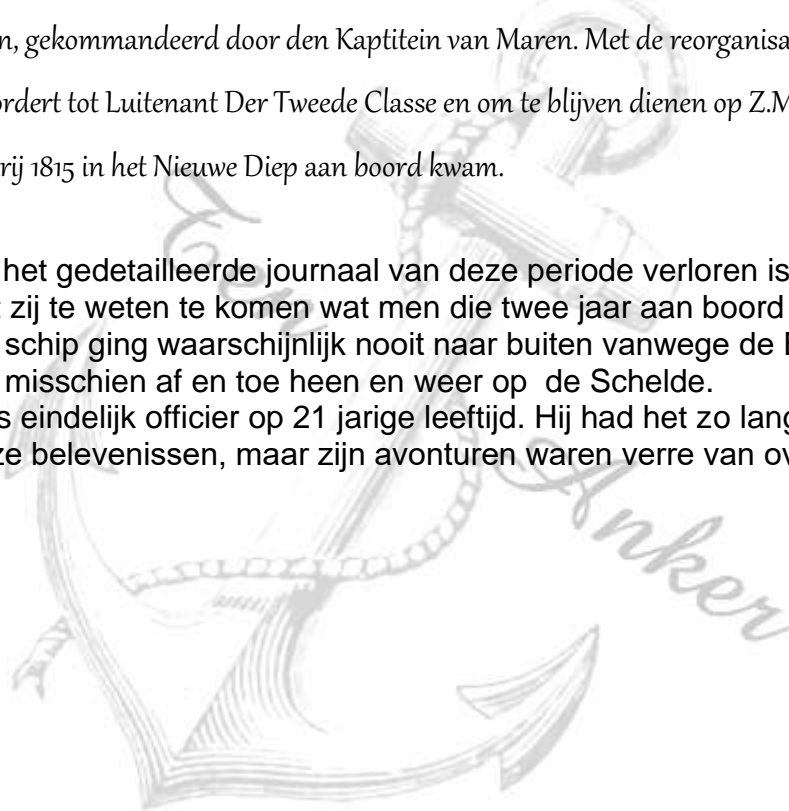 n, gekommandeerd door den Kaptitein van Maren. Met de reorganisa
ordert tot Luitenant Der Tweede Classe en om te blijven dienen op Z.M
rij 1815 in het Nieuwe Diep aan boord kwam.
het gedetailleerde journaal van deze periode verloren is
t zij te weten te komen wat men die twee jaar aan boord
schip ging waarschijnlijk nooit naar buiten vanwege de
misschien af en toe heen en weer op de Schelde.
s eindelijk officier op 21 jarige leeftijd. Hij had het zo lang
ze belevenissen, maar zijn avonturen waren verre van ov
Een
Anker